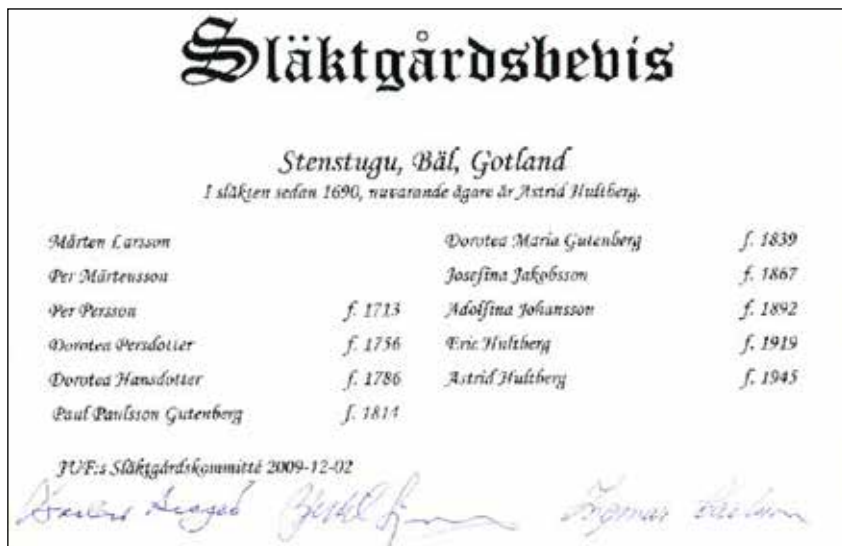 Släktgårdsbevis
Stenstugu, Bäl, Gotland
I släkten sedan 1690, nuvarande ägare är Astrid Hultberg.
Mårten Larsson
Per Mårtensson
Per Persson f. 1713
Dorotea Persdotter f. 1756
Dorotea Hansdotter f. 1786
Paul Paulsson Gutenberg f. 1814
Dorotea Maria Gutenberg f. 1839
Josefina Jakobsson f. 1867
Adolfina Johansson f. 1892
Eric Hultberg f. 1919
Astrid Hultberg f. 1945
JUF:s Släktgårdskommitté 2009-12-02
Ingmar